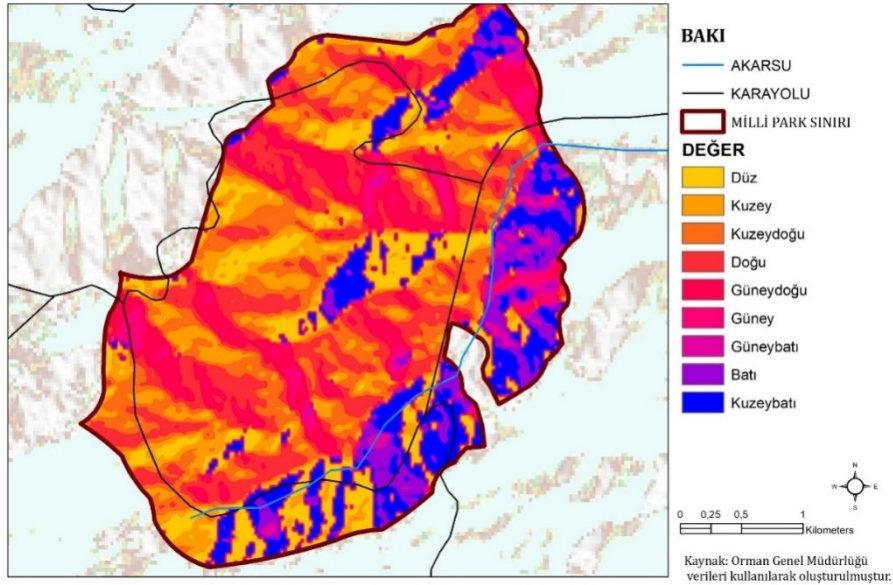 BAKI
AKARSU
KARAYOLU
MİLLİ PARK SINIRI
DEĞER
Düz
Kuzey
Kuzeydoğu
Doğu
Güneydoğu
Güney
Güneybatı
Batı
Kuzeybatı
N
W E
S
0 0,25 0,5 1
Kilometers
Kaynak: Orman Genel Müdürlüğü
verileri kullanılarak oluşturulmuştur.